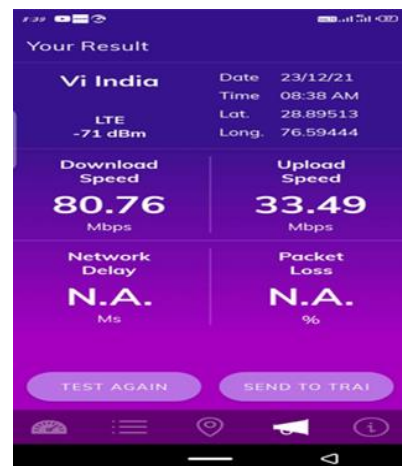 8:39
Your Result
Vi India
LTE
-71 dBm
Date 23/12/21
Time 08:38 AM
Lat. 28.89513
Long. 76.59444
Download
Speed
80.76
Mbps
Upload
Speed
33.49
Mbps
Network
Delay
N.A.
Ms
Packet
Loss
N.A.
%
TEST AGAIN
SEND TO TRAI